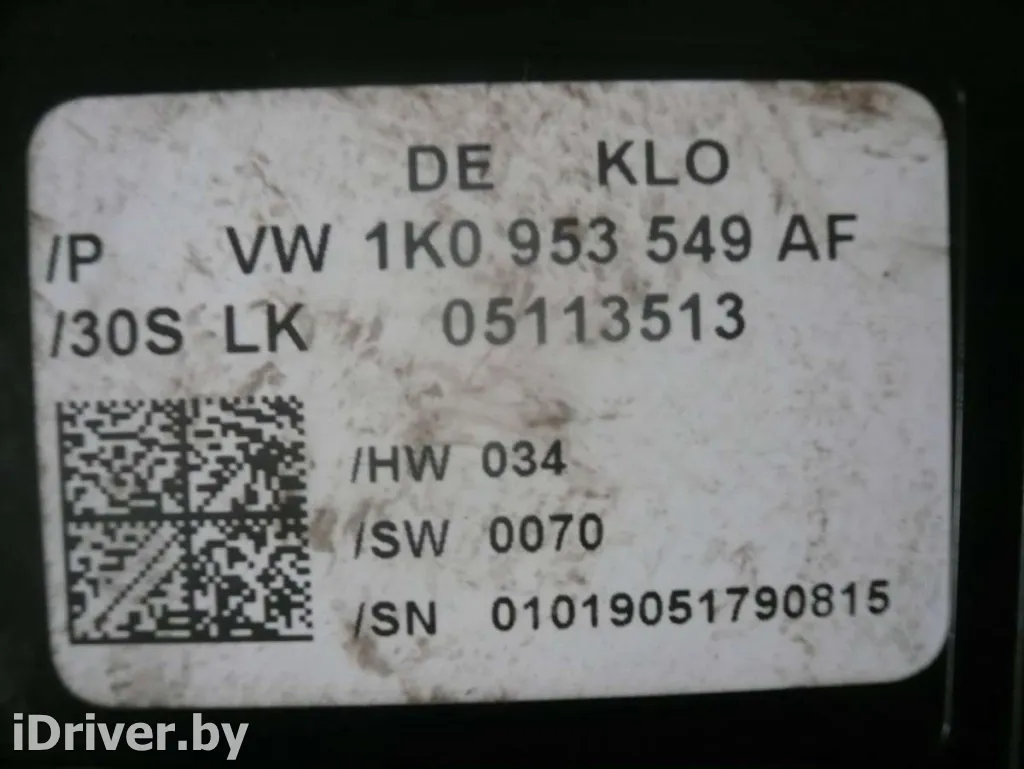 DE KLO
/P VW 1K0 953 549 AF
/30S LK 05113513
/HW 034
/SW 0070
/SN 01019051790815
iDriver.by